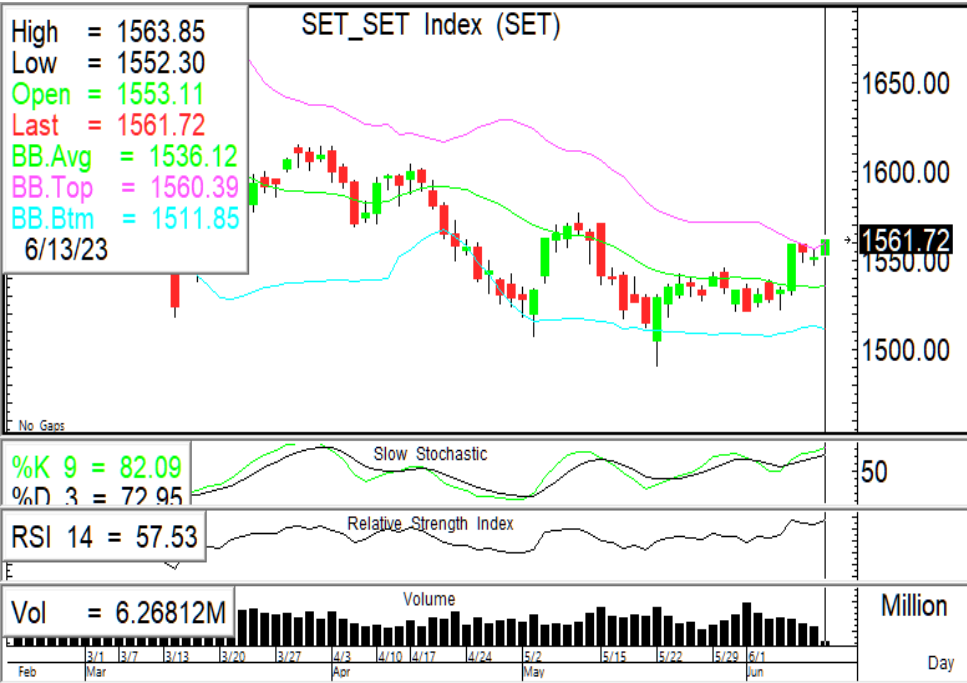 SET_SET Index (SET)
High = 1563.85
Low = 1552.30
Open = 1553.11
Last = 1561.72
BB.Avg = 1536.12
BB.Top = 1560.39
BB.Btm = 1511.85
6/13/23
1650.00
1600.00
1561.72
1550.00
1500.00
No Gaps
Slow Stochastic
%K 9 = 82.09
%D 3 = 72.95
50
Relative Strength Index
RSI 14 = 57.53
Volume
Vol = 6.26812M
Million
3/1 3/7 3/13 3/20 3/27 4/3 4/10 4/17 4/24 5/2 5/15 5/22 5/29 6/1
Feb Mar Apr May Jun
Day